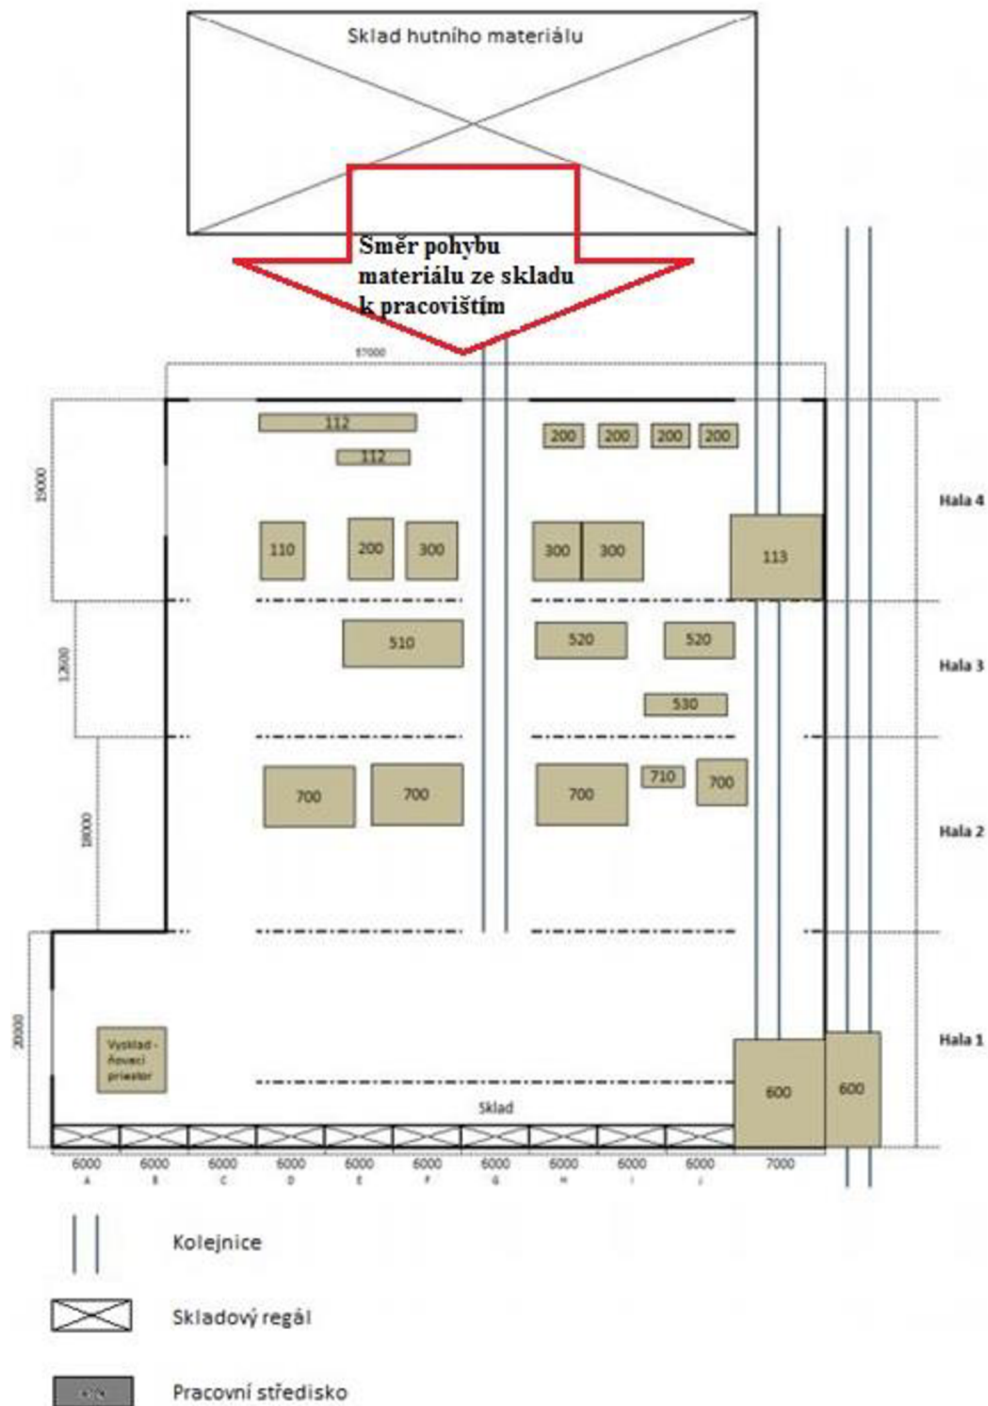 Sklad hutního materiálu
Směr pohybu
materiálu ze skladu
k pracovištím
57000
112
112
200
200
200
200
19000
Hala 4
110
200
300
300
300
113
510
520
520
12600
Hala 3
530
700
700
700
710
700
18000
Hala 2
20000
Hala 1
Vysklad -
ňovací
priestor
600
600
Sklad
6000 6000 6000 6000 6000 6000 6000 6000 6000 6000 7000
A B C D E F G H I J
Kolejnice
Skladový regál
Pracovní středisko